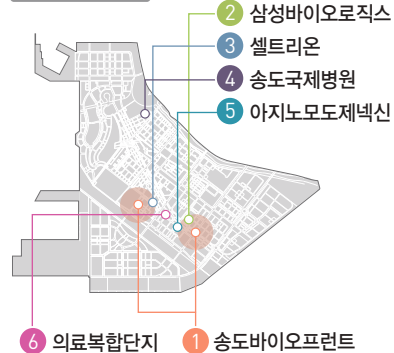 2 삼성바이오로직스
3 셀트리온
4 송도국제병원
5 아지노모도제넥신
6 의료복합단지
1 송도바이오프런트